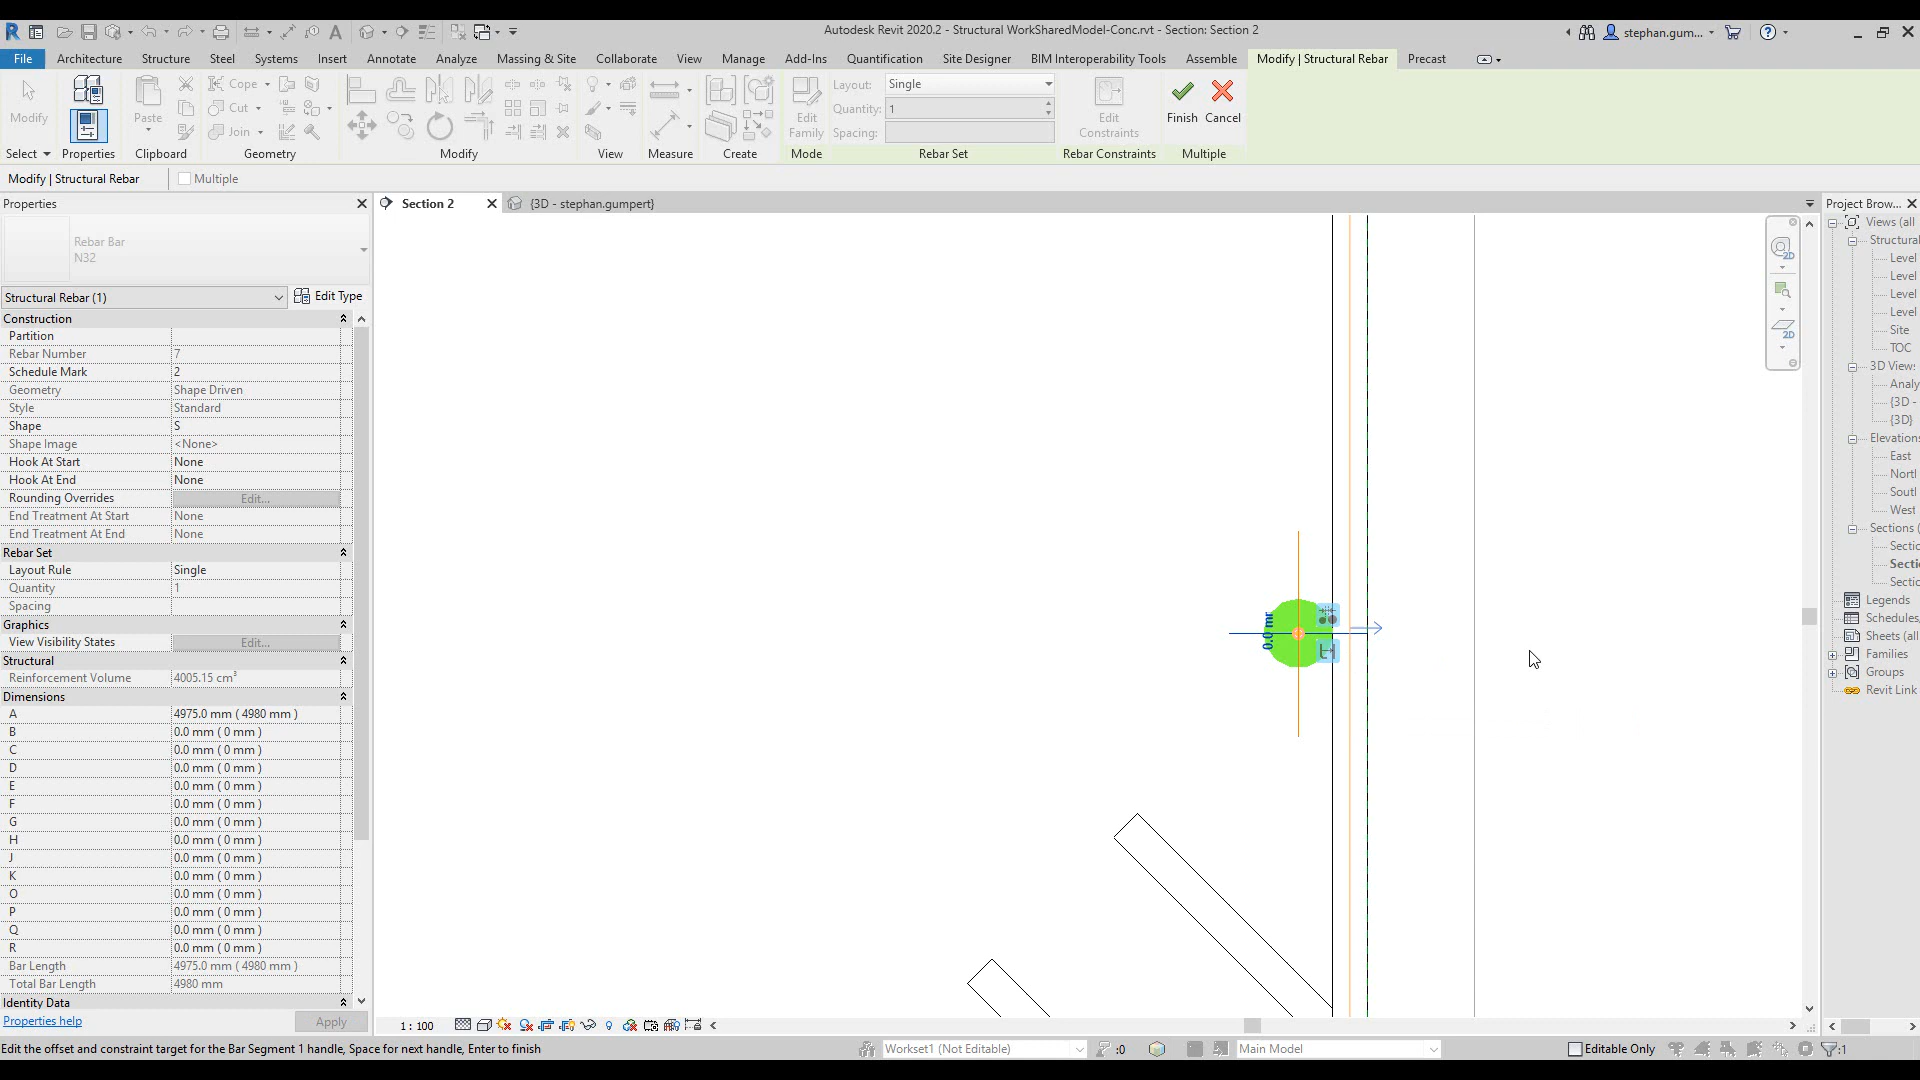 Autodesk Revit 2020.2 - Structural WorkSharedModel-Conc.rvt - Section: Section 2
stephan.gum...
File Architecture Structure Steel Systems Insert Annotate Analyze Massing & Site Collaborate View Manage Add-Ins Quantification Site Designer BIM Interoperability Tools Assemble Modify | Structural Rebar Precast
Modify
Paste
Cope
Cut
Join
Edit Family
Layout: Single
Quantity: 1
Spacing:
Edit Constraints
Finish Cancel
Select Properties Clipboard Geometry Modify View Measure Create Mode Rebar Set Rebar Constraints Multiple
Modify | Structural Rebar Multiple
Properties
Section 2
{3D - stephan.gumpert}
Project Brow...
Rebar Bar
N32
Structural Rebar (1) Edit Type
Construction
Partition
Rebar Number 7
Schedule Mark 2
Geometry Shape Driven
Style Standard
Shape S
Shape Image <None>
Hook At Start None
Hook At End None
Rounding Overrides Edit...
End Treatment At Start None
End Treatment At End None
Rebar Set
Layout Rule Single
Quantity 1
Spacing
Graphics
View Visibility States Edit...
Structural
Reinforcement Volume 4005.15 cm³
Dimensions
A 4975.0 mm ( 4980 mm )
B 0.0 mm ( 0 mm )
C 0.0 mm ( 0 mm )
D 0.0 mm ( 0 mm )
E 0.0 mm ( 0 mm )
F 0.0 mm ( 0 mm )
G 0.0 mm ( 0 mm )
H 0.0 mm ( 0 mm )
J 0.0 mm ( 0 mm )
K 0.0 mm ( 0 mm )
O 0.0 mm ( 0 mm )
P 0.0 mm ( 0 mm )
Q 0.0 mm ( 0 mm )
R 0.0 mm ( 0 mm )
Bar Length 4975.0 mm ( 4980 mm )
Total Bar Length 4980 mm
Identity Data
Properties help Apply
2D
2D
Views (all
Structural
Level
Level
Level
Level
Site
TOC
3D Views
Analy
{3D -
{3D}
Elevations
East
North
South
West
Sections (
Sectic
Secti
Sectic
Legends
Schedules,
Sheets (all
Families
Groups
Revit Link
1 : 100
Edit the offset and constraint target for the Bar Segment 1 handle, Space for next handle, Enter to finish
Workset1 (Not Editable) :0 Main Model Editable Only :1